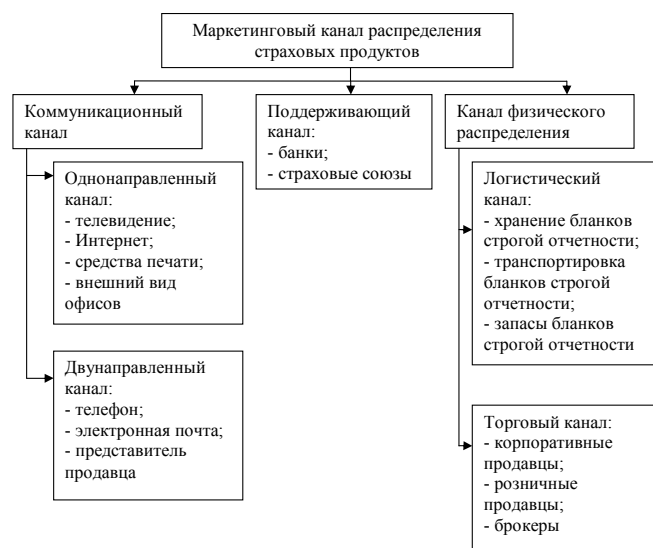 Маркетинговый канал распределения
страховых продуктов
Коммуникационный
канал
Поддерживающий
канал:
- банки;
- страховые союзы
Канал физического
распределения
Однонаправленный
канал:
- телевидение;
- Интернет;
- средства печати;
- внешний вид
офисов
Двунаправленный
канал:
- телефон;
- электронная почта;
- представитель
продавца
Логистический
канал:
- хранение бланков
строгой отчетности;
- транспортировка
бланков строгой
отчетности;
- запасы бланков
строгой отчетности
Торговый канал:
- корпоративные
продавцы;
- розничные
продавцы;
- брокеры